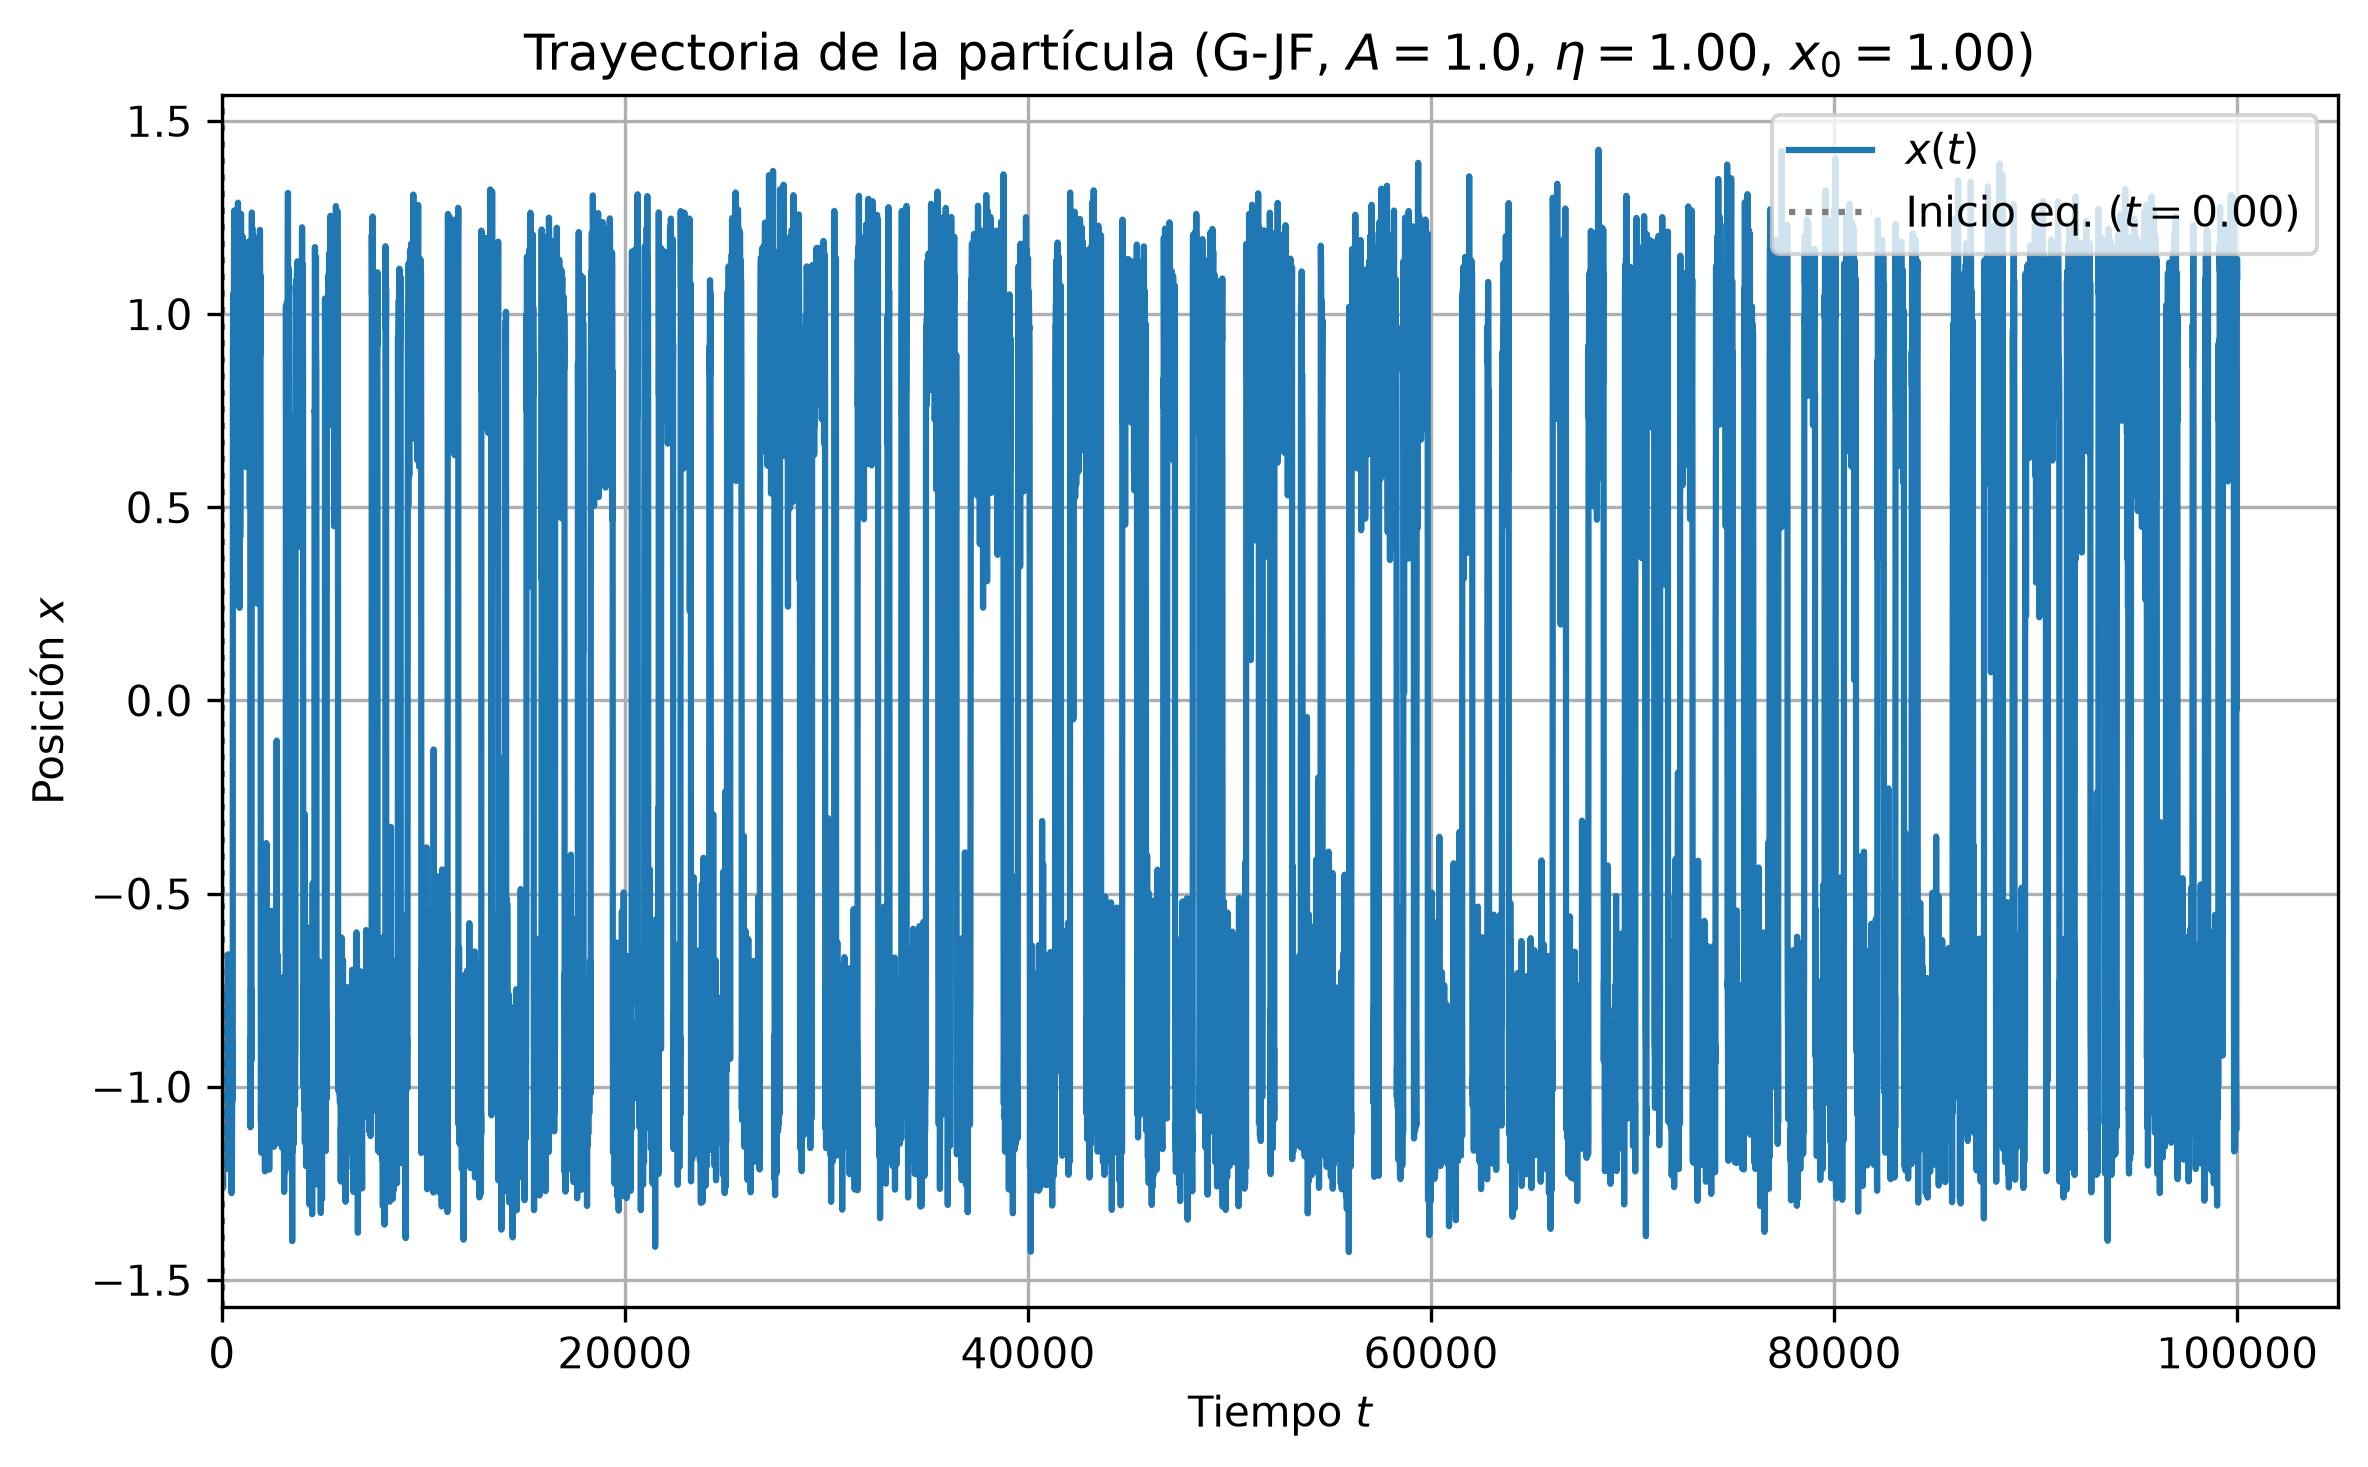 Trayectoria de la partícula (G-JF, A = 1.0, η = 1.00, x₀ = 1.00)
x(t)
Inicio eq. (t = 0.00)
1.5
1.0
0.5
0.0
−0.5
−1.0
−1.5
Posición x
0 20000 40000 60000 80000 100000
Tiempo t